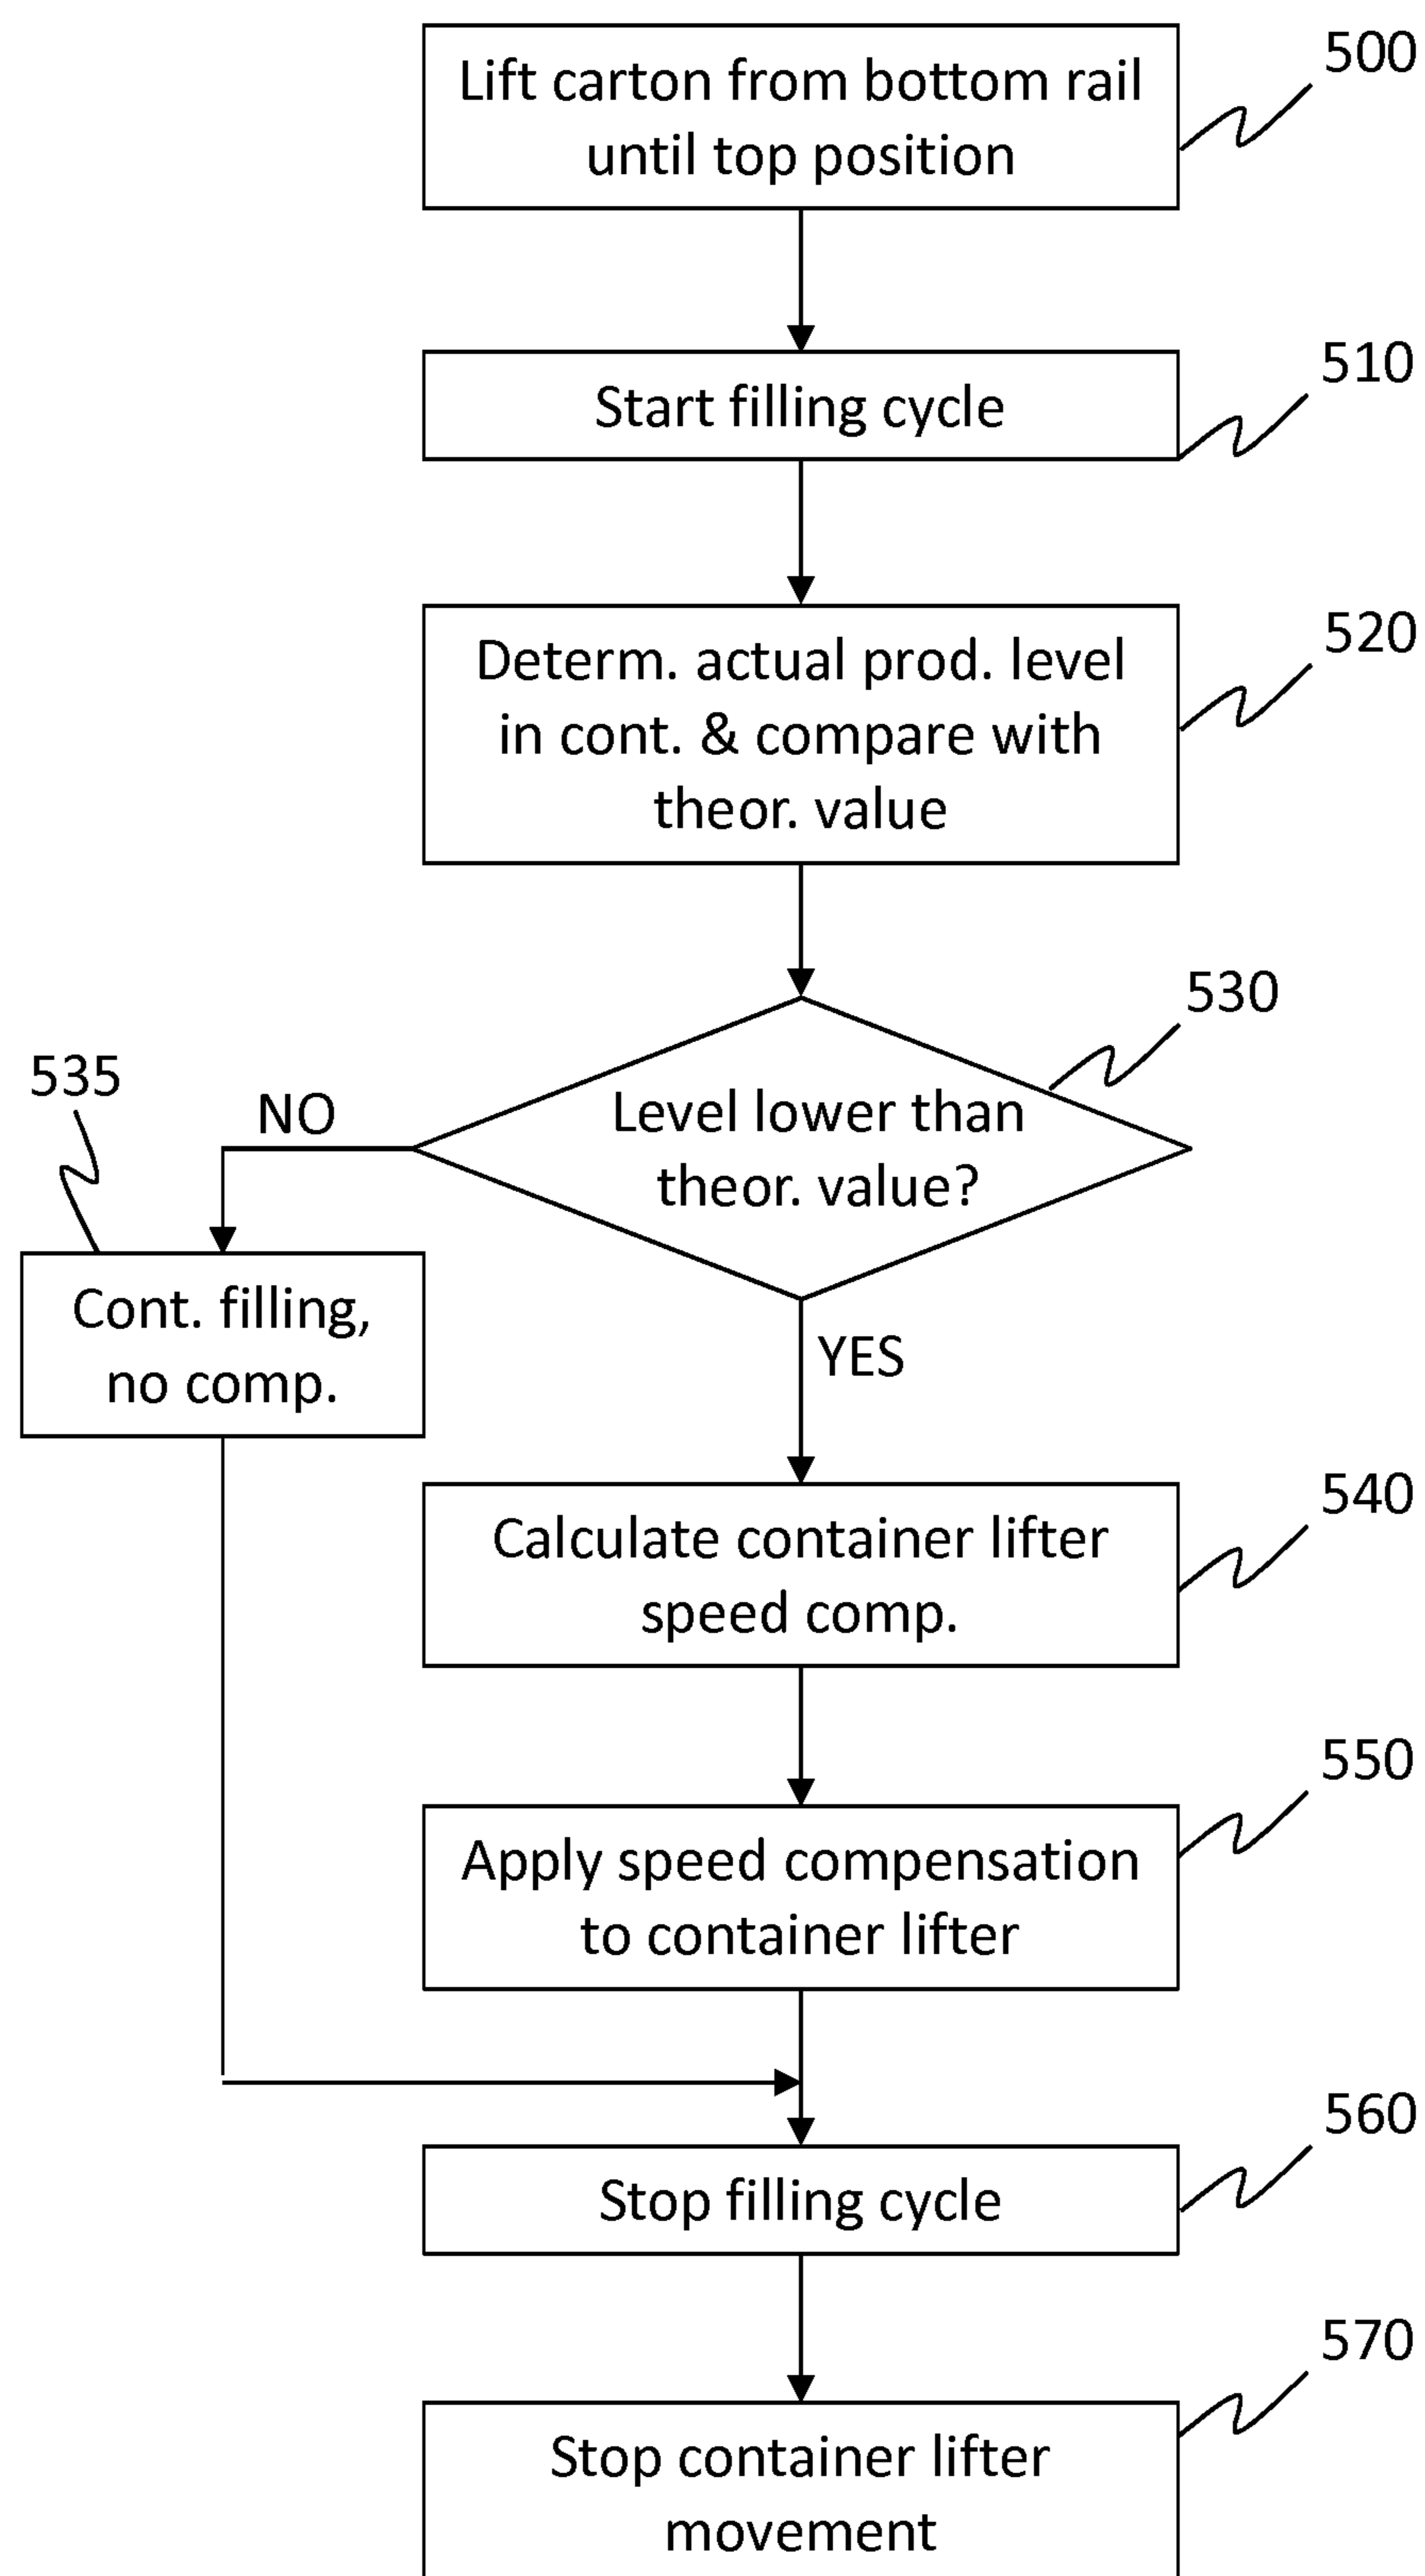 Lift carton from bottom rail
until top position
500
Start filling cycle
510
Determ. actual prod. level
in cont. & compare with
theor. value
520
Level lower than
theor. value?
530
NO
535
Cont. filling,
no comp.
YES
Calculate container lifter
speed comp.
540
Apply speed compensation
to container lifter
550
Stop filling cycle
560
Stop container lifter
movement
570